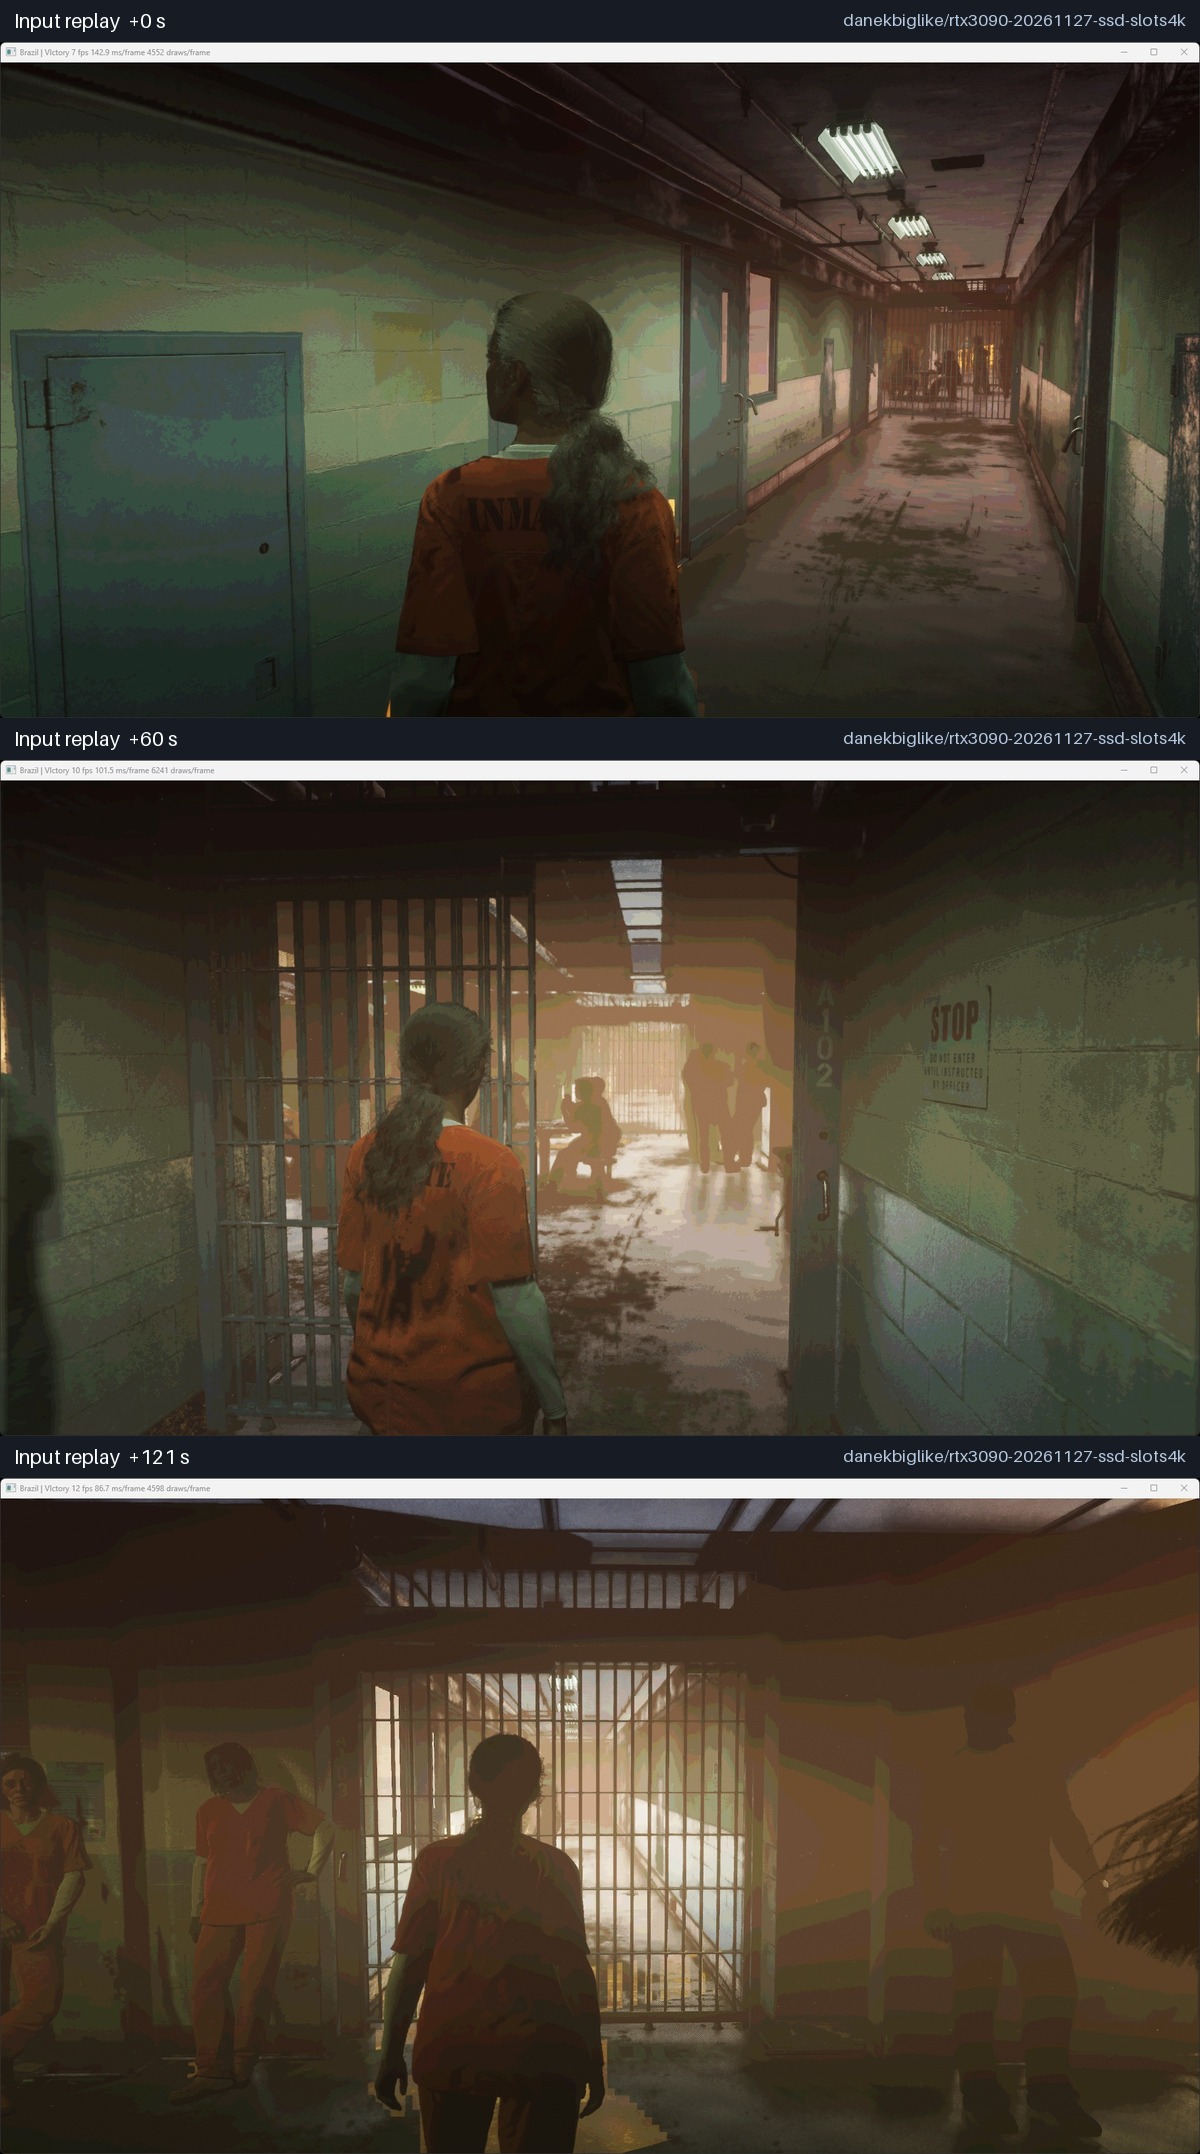 Input replay +0 s
danekbiglike/rtx3090-20261127-ssd-slots4k
Brazil | VIctory 7 fps 142.9 ms/frame 4552 draws/frame
INMA
Input replay +60 s
danekbiglike/rtx3090-20261127-ssd-slots4k
Brazil | VIctory 10 fps 101.5 ms/frame 6241 draws/frame
A102
STOP
DO NOT ENTER
UNTIL INSTRUCTED
BY OFFICER
TE
Input replay +121 s
danekbiglike/rtx3090-20261127-ssd-slots4k
Brazil | VIctory 12 fps 86.7 ms/frame 4598 draws/frame